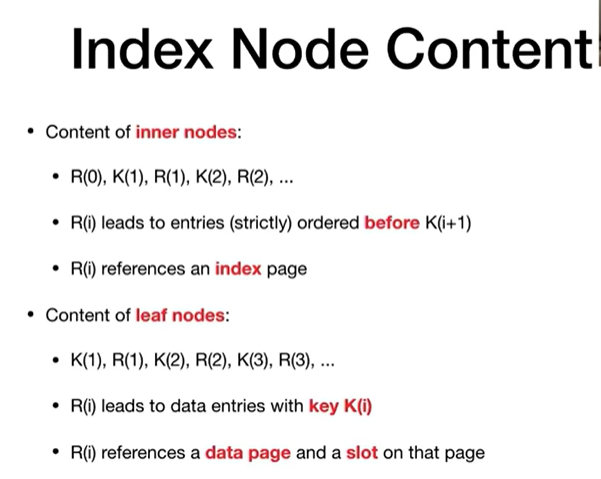 Index Node Content
• Content of inner nodes:
• R(0), K(1), R(1), K(2), R(2), ...
• R(i) leads to entries (strictly) ordered before K(i+1)
• R(i) references an index page
• Content of leaf nodes:
• K(1), R(1), K(2), R(2), K(3), R(3), ...
• R(i) leads to data entries with key K(i)
• R(i) references a data page and a slot on that page